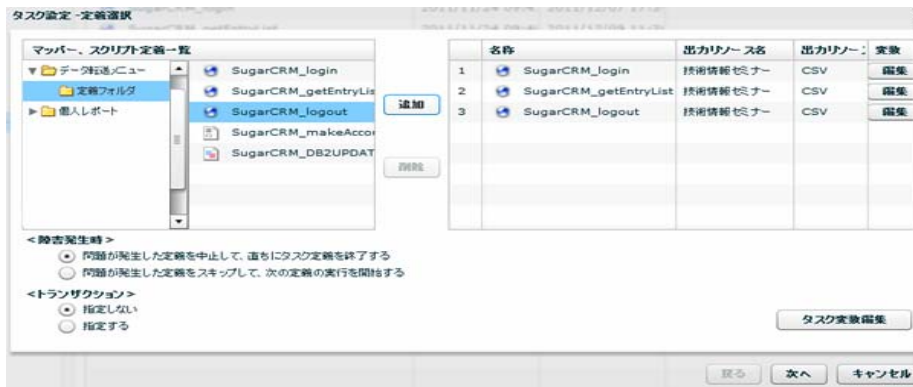 タスク設定 -定義選択
マッパー、スクリプト定義一覧
▼ データ転送メニュー
定義フォルダ
▶ 個人レポート
SugarCRM_login
SugarCRM_getEntryLis
SugarCRM_logout
SugarCRM_makeAccou
SugarCRM_DB2UPDAT
追加
削除
名称 出力リソース名 出力リソー: 変数
1 SugarCRM_login 技術情報セミナー CSV 編集
2 SugarCRM_getEntryList 技術情報セミナー CSV 編集
3 SugarCRM_logout 技術情報セミナー CSV 編集
<障害発生時>
問題が発生した定義を中止して、直ちにタスク定義を終了する
問題が発生した定義をスキップして、次の定義の実行を開始する
<トランザクション>
指定しない
指定する
タスク変数編集
戻る 次へ キャンセル